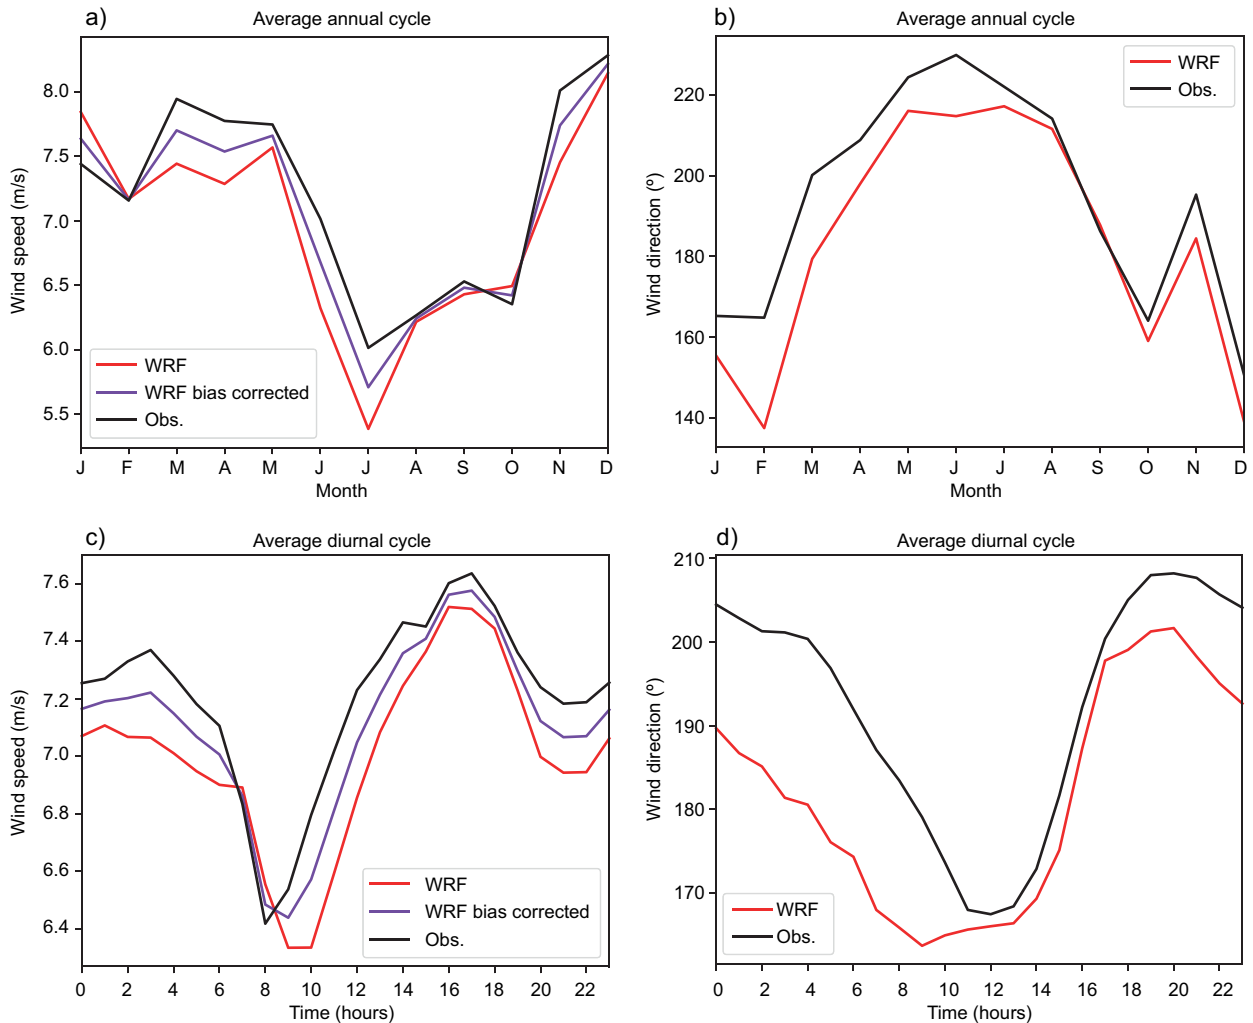 a)
Average annual cycle
8.0
7.5
7.0
6.5
6.0
5.5
Wind speed (m/s)
WRF
WRF bias corrected
Obs.
J F M A M J J A S O N D
Month
b)
Average annual cycle
220
200
180
160
140
Wind direction (º)
WRF
Obs.
J F M A M J J A S O N D
Month
c)
Average diurnal cycle
7.6
7.4
7.2
7.0
6.8
6.6
6.4
Wind speed (m/s)
WRF
WRF bias corrected
Obs.
0 2 4 6 8 10 12 14 16 18 20 22
Time (hours)
d)
Average diurnal cycle
210
200
190
180
170
Wind direction (º)
WRF
Obs.
0 2 4 6 8 10 12 14 16 18 20 22
Time (hours)